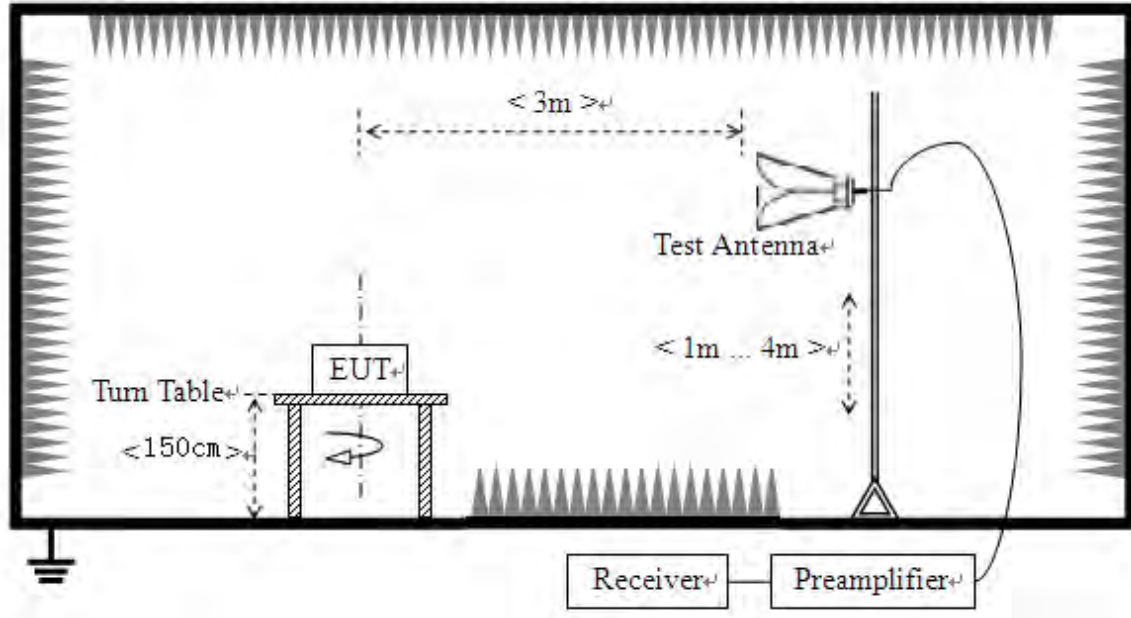 < 3m >↵
Test Antenna↵
< 1m ... 4m >↵
EUT↵
Turn Table↵
<150cm>↵
Receiver↵
Preamplifier↵